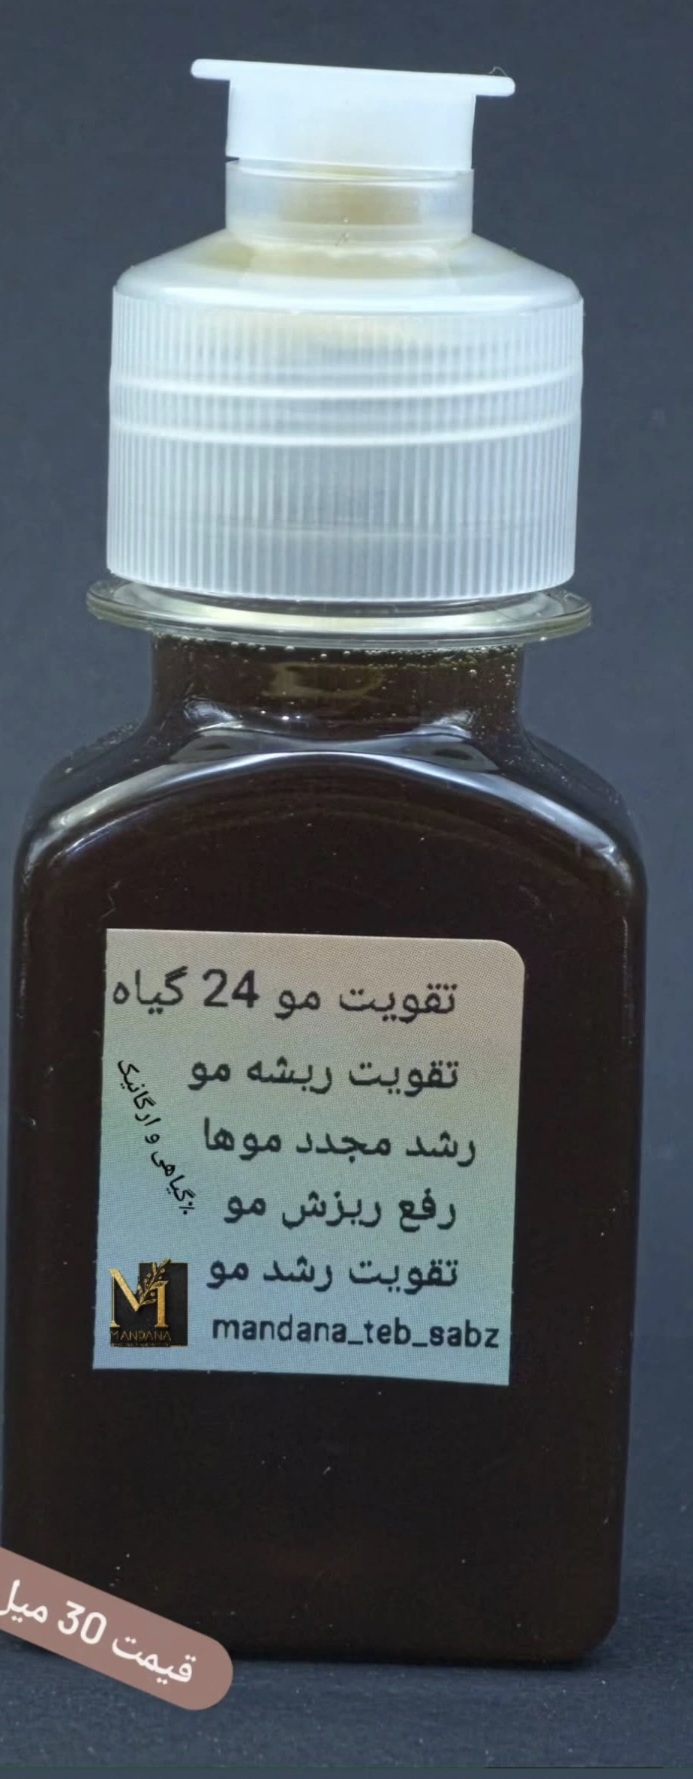 تقویت مو 24 گیاه
تقویت ریشه مو
رشد مجدد موها
رفع ریزش مو
تقویت رشد مو
mandana_teb_sabz
٪گیاهی و ارگانیک
MANDANA
قیمت 30 میل